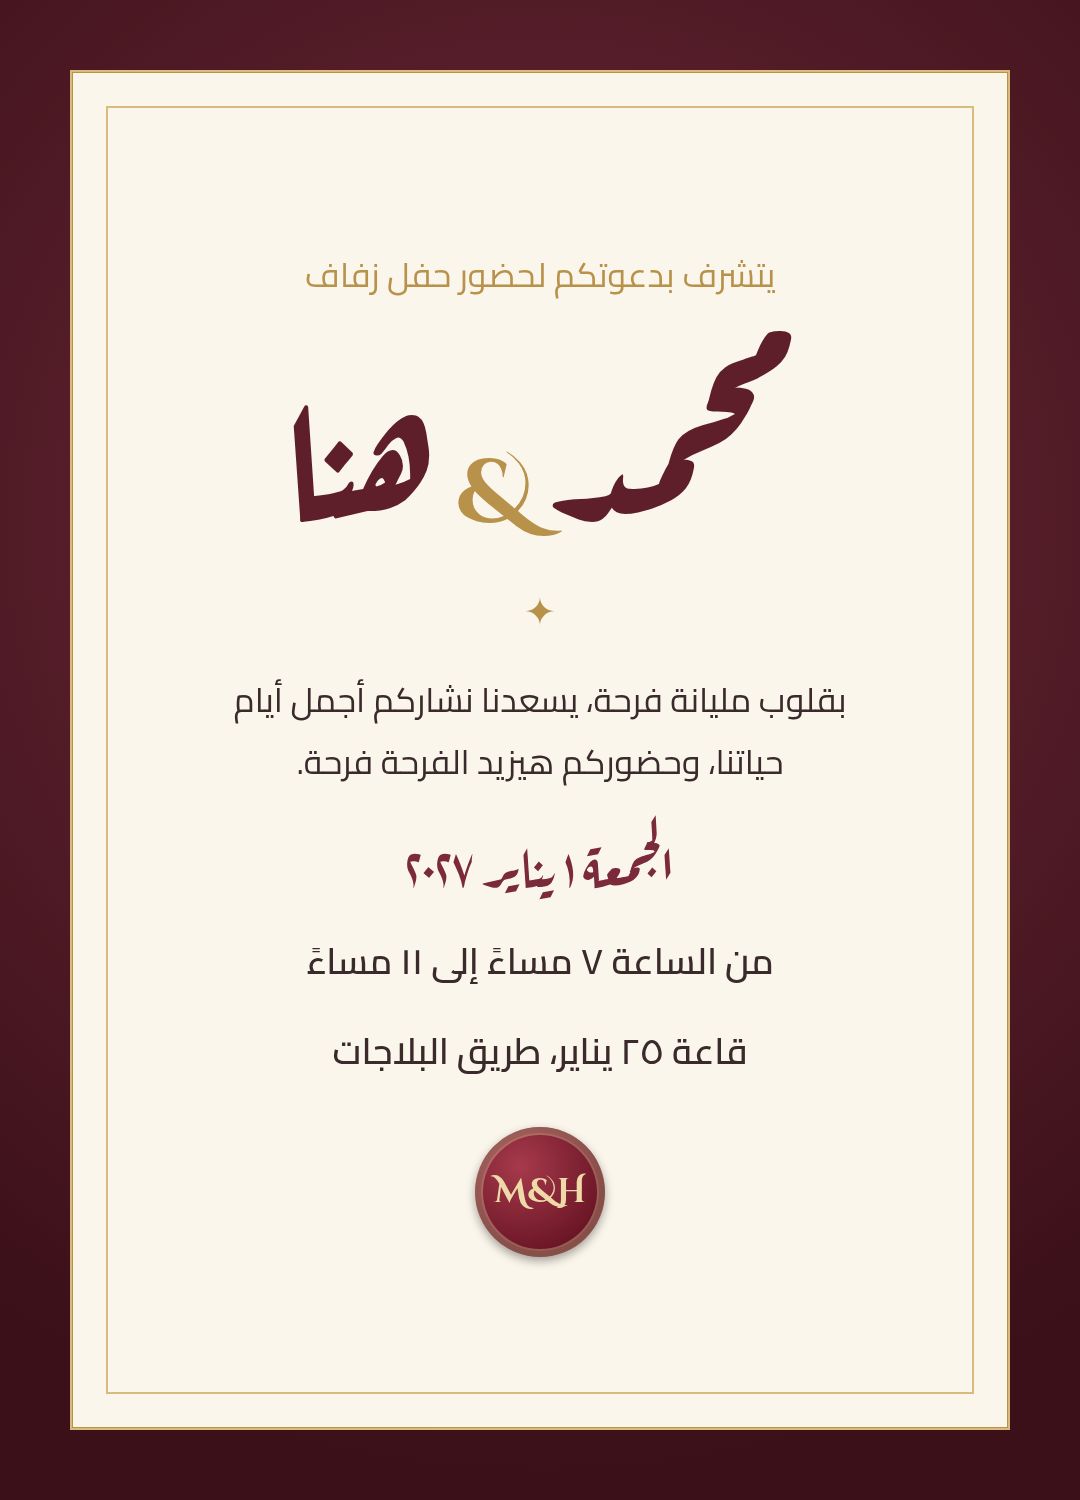 يتشرف بدعوتكم لحضور حفل زفاف
محمد & هنا
بقلوب مليانة فرحة، يسعدنا نشاركم أجمل أيام
حياتنا، وحضوركم هيزيد الفرحة فرحة.
الجمعة ١ يناير ٢٠٢٧
من الساعة ٧ مساءً إلى ١١ مساءً
قاعة ٢٥ يناير، طريق البلاجات
M&H